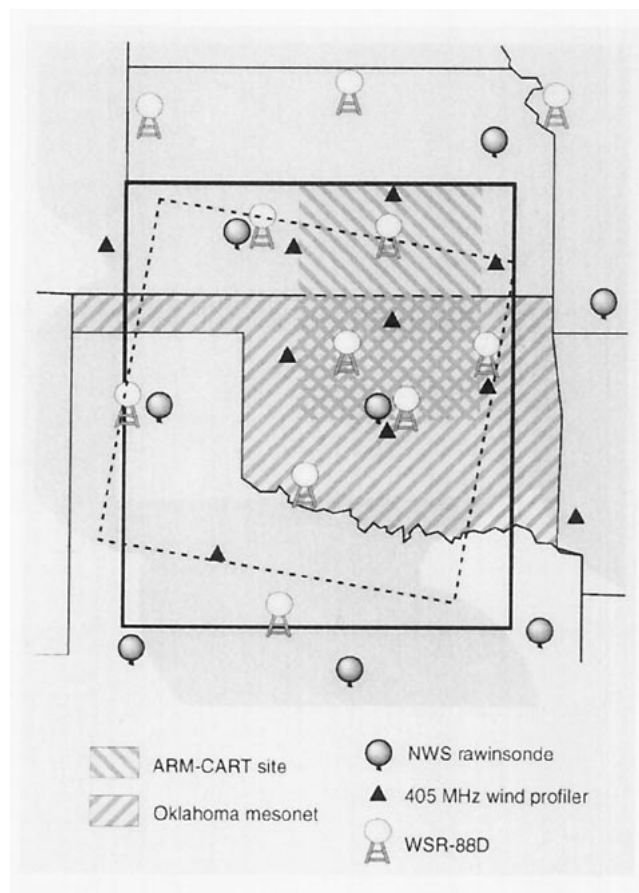 ARM-CART site
Oklahoma mesonet
NWS rawinsonde
405 MHz wind profiler
WSR-88D